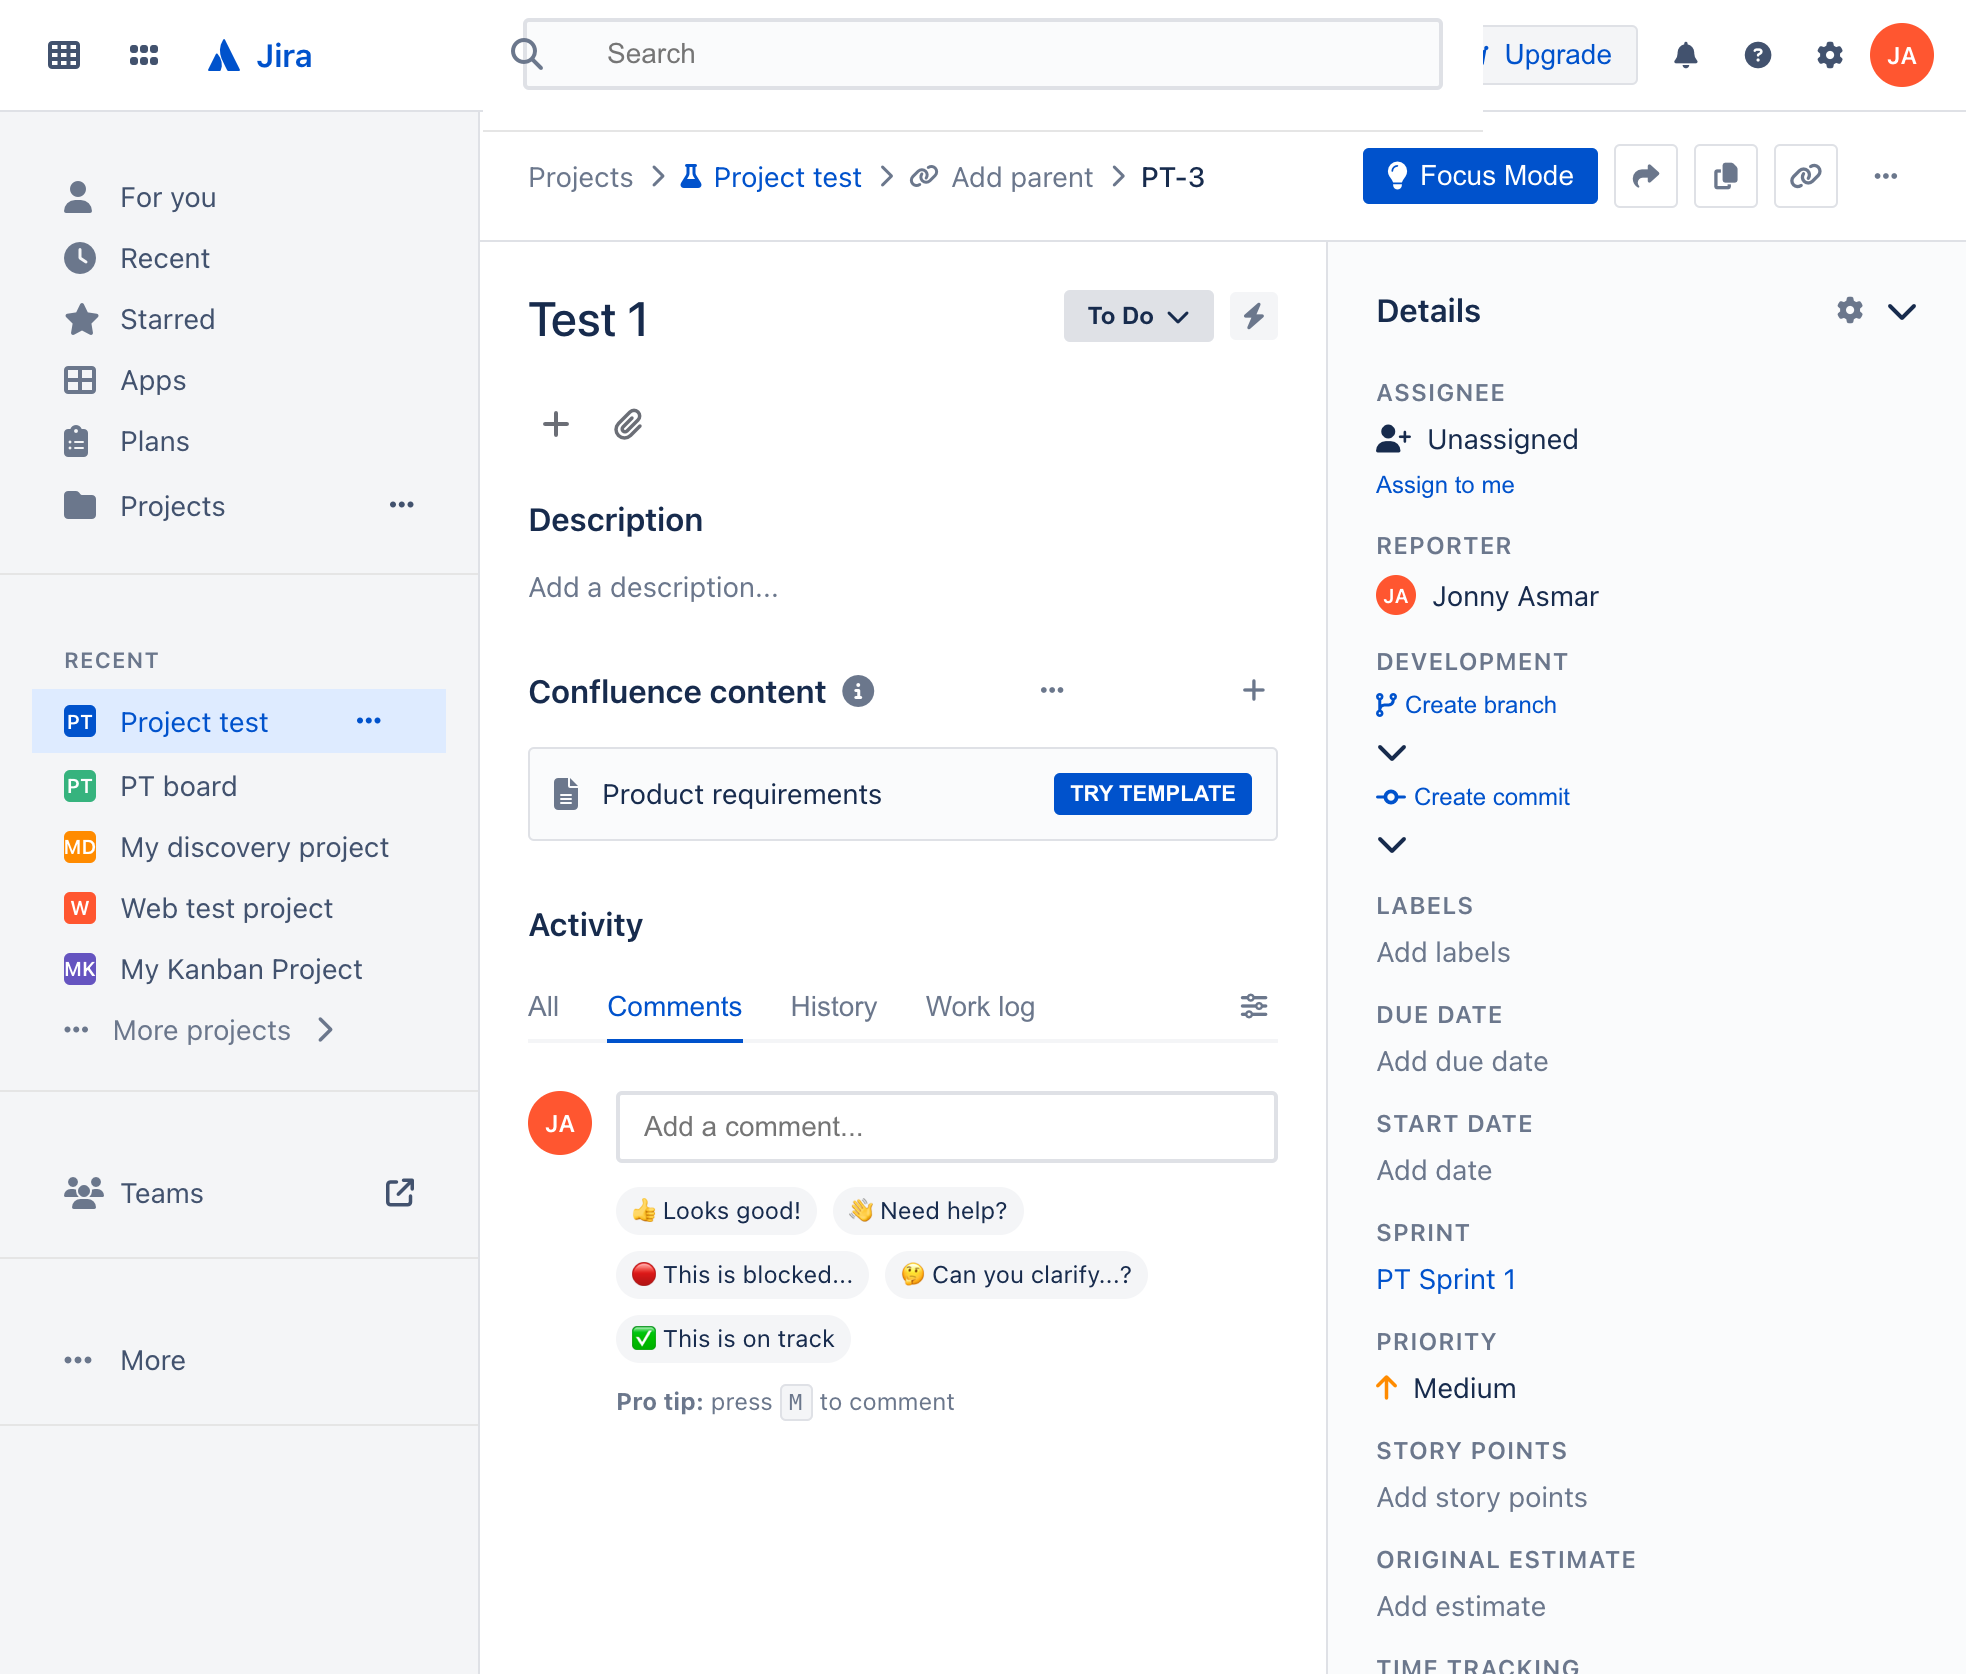 Jira
Search
Upgrade
JA
For you
Recent
Starred
Apps
Plans
Projects
RECENT
PT Project test
PT PT board
MD My discovery project
W Web test project
MK My Kanban Project
More projects
Teams
More
Projects
Project test
Add parent
PT-3
Focus Mode
Test 1
To Do
Description
Add a description...
Confluence content
Product requirements
TRY TEMPLATE
Activity
All Comments History Work log
JA
Add a comment...
👍 Looks good! 👋 Need help?
🔴 This is blocked... 🤔 Can you clarify...?
✅ This is on track
Pro tip: press M to comment
Details
ASSIGNEE
Unassigned
Assign to me
REPORTER
JA Jonny Asmar
DEVELOPMENT
Create branch
Create commit
LABELS
Add labels
DUE DATE
Add due date
START DATE
Add date
SPRINT
PT Sprint 1
PRIORITY
Medium
STORY POINTS
Add story points
ORIGINAL ESTIMATE
Add estimate
TIME TRACKING